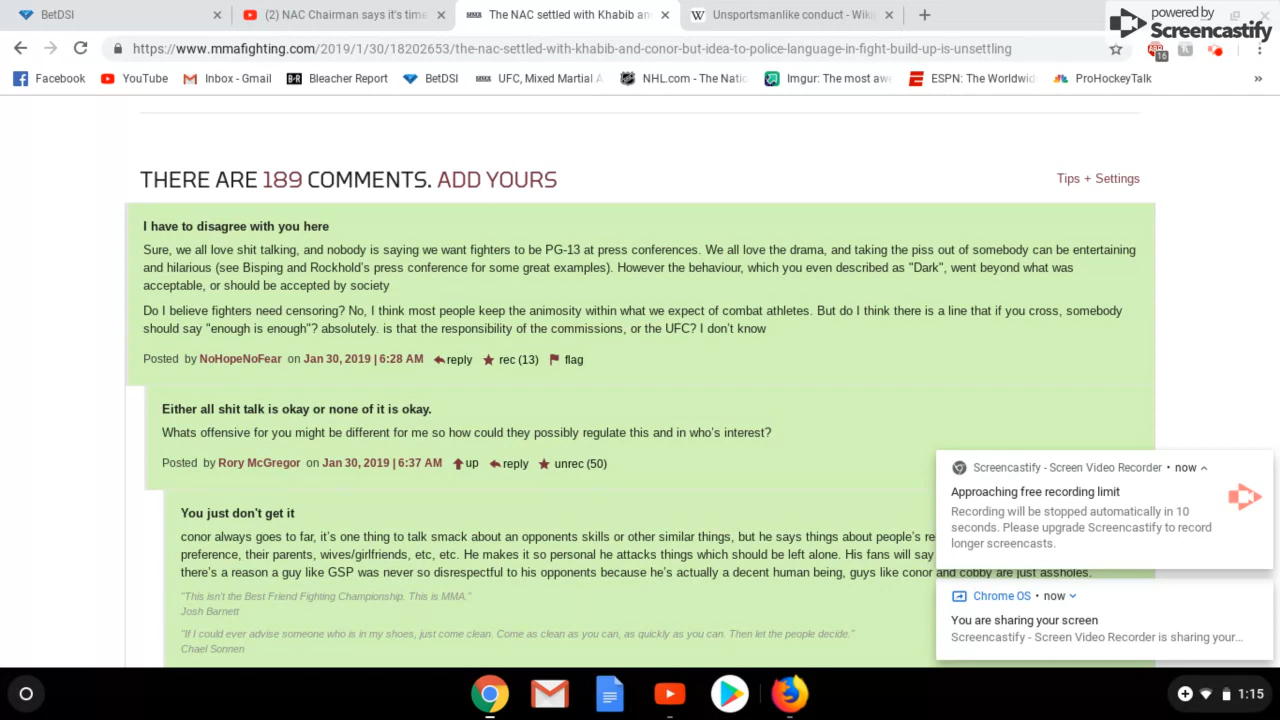 BetDSI
(2) NAC Chairman says it's time
The NAC settled with Khabib an
Unsportsmanlike conduct - Wiki
powered by
Screencastify
https://www.mmafighting.com/2019/1/30/18202653/the-nac-settled-with-khabib-and-conor-but-idea-to-police-language-in-fight-build-up-is-unsettling
16
Facebook
YouTube
Inbox - Gmail
Bleacher Report
BetDSI
UFC, Mixed Martial A
NHL.com - The Natio
Imgur: The most awe
ESPN: The Worldwid
ProHockeyTalk
»
THERE ARE 189 COMMENTS. ADD YOURS
Tips + Settings
I have to disagree with you here
Sure, we all love shit talking, and nobody is saying we want fighters to be PG-13 at press conferences. We all love the drama, and taking the piss out of somebody can be entertaining
and hilarious (see Bisping and Rockhold's press conference for some great examples). However the behaviour, which you even described as "Dark", went beyond what was
acceptable, or should be accepted by society
Do I believe fighters need censoring? No, I think most people keep the animosity within what we expect of combat athletes. But do I think there is a line that if you cross, somebody
should say "enough is enough"? absolutely. is that the responsibility of the commissions, or the UFC? I don't know
Posted by NoHopeNoFear on Jan 30, 2019 | 6:28 AM reply rec (13) flag
Either all shit talk is okay or none of it is okay.
Whats offensive for you might be different for me so how could they possibly regulate this and in who's interest?
Posted by Rory McGregor on Jan 30, 2019 | 6:37 AM up reply unrec (50)
You just don't get it
conor always goes to far, it's one thing to talk smack about an opponents skills or other similar things, but he says things about people's re
preference, their parents, wives/girlfriends, etc, etc. He makes it so personal he attacks things which should be left alone. His fans will say
there's a reason a guy like GSP was never so disrespectful to his opponents because he's actually a decent human being, guys like conor and cobby are just assholes.
"This isn't the Best Friend Fighting Championship. This is MMA."
Josh Barnett
"If I could ever advise someone who is in my shoes, just come clean. Come as clean as you can, as quickly as you can. Then let the people decide."
Chael Sonnen
Screencastify - Screen Video Recorder • now
Approaching free recording limit
Recording will be stopped automatically in 10
seconds. Please upgrade Screencastify to record
longer screencasts.
Chrome OS • now
You are sharing your screen
Screencastify - Screen Video Recorder is sharing your...
1:15